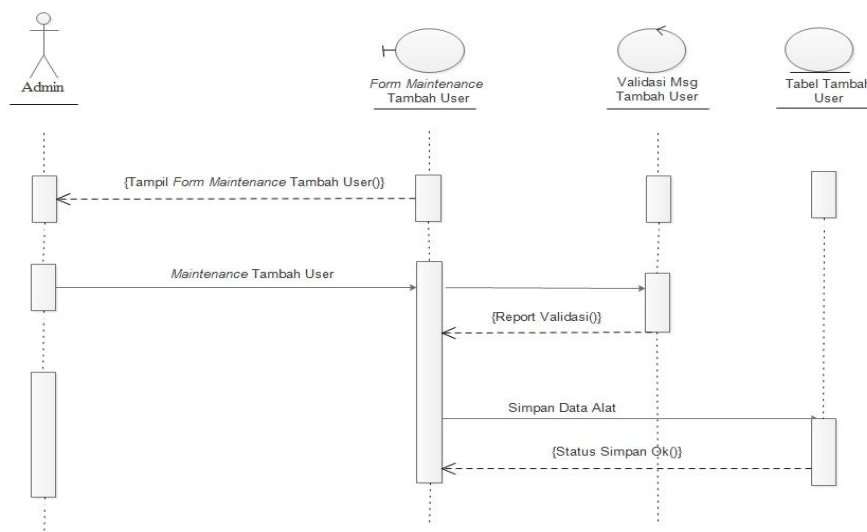 Admin
Form Maintenance
Tambah User
Validasi Msg
Tambah User
Tabel Tambah
User
{Tampil Form Maintenance Tambah User()}
Maintenance Tambah User
{Report Validasi()}
Simpan Data Alat
{Status Simpan Ok()}